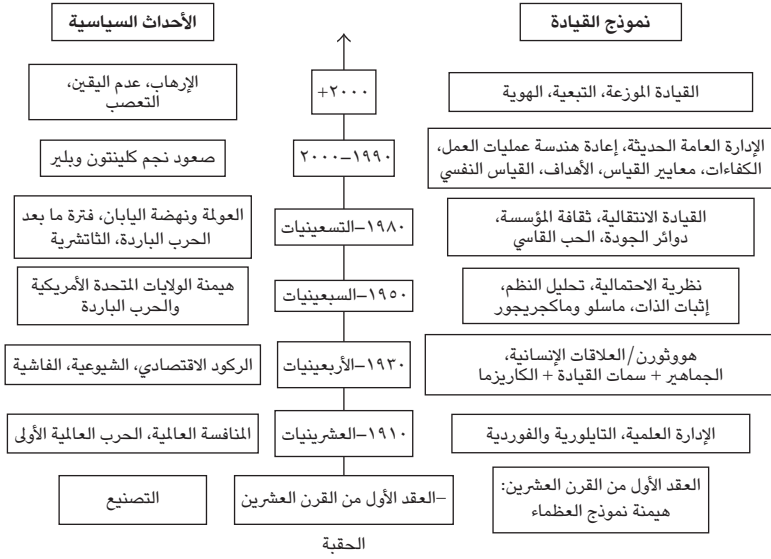 نموذج القيادة
الأحداث السياسية
القيادة الموزعة، التبعية، الهوية
٢٠٠٠+
الإرهاب، عدم اليقين،
التعصب
الإدارة العامة الحديثة، إعادة هندسة عمليات العمل،
الكفاءات، معايير القياس، الأهداف، القياس النفسي
١٩٩٠–٢٠٠٠
صعود نجم كلينتون وبلير
القيادة الانتقالية، ثقافة المؤسسة،
دوائر الجودة، الحب القاسي
١٩٨٠–التسعينيات
العولمة ونهضة اليابان، فترة ما بعد
الحرب الباردة، الثاتشرية
نظرية الاحتمالية، تحليل النظم،
إثبات الذات، ماسلو وماكجريجور
١٩٥٠–السبعينيات
هيمنة الولايات المتحدة الأمريكية
والحرب الباردة
هووثورن/العلاقات الإنسانية،
الجماهير + سمات القيادة + الكاريزما
١٩٣٠–الأربعينيات
الركود الاقتصادي، الشيوعية، الفاشية
الإدارة العلمية، التايلورية والفوردية
١٩١٠–العشرينيات
المنافسة العالمية، الحرب العالمية الأولى
العقد الأول من القرن العشرين:
هيمنة نموذج العظماء
–العقد الأول من القرن العشرين
التصنيع
الحقبة